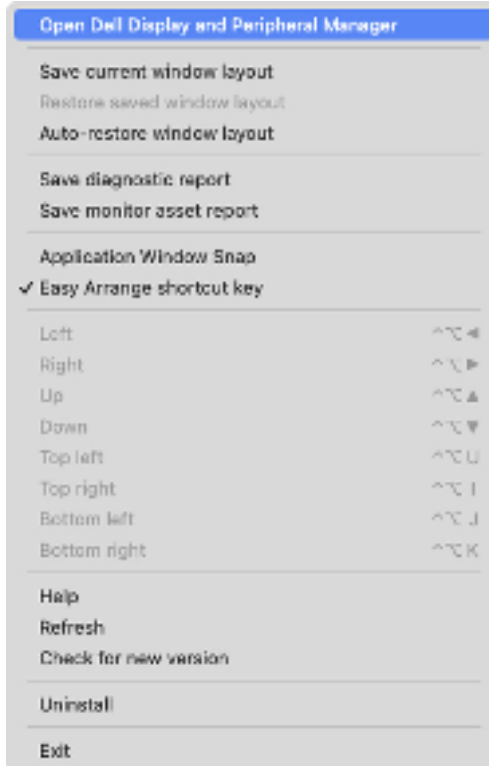 Open Dell Display and Peripheral Manager
Save current window layout
Restore saved window layout
Auto-restore window layout
Save diagnostic report
Save monitor asset report
Application Window Snap
✓ Easy Arrange shortcut key
Left ^⌥◀
Right ^⌥▶
Up ^⌥▲
Down ^⌥▼
Top left ^⌥U
Top right ^⌥I
Bottom left ^⌥J
Bottom right ^⌥K
Help
Refresh
Check for new version
Uninstall
Exit